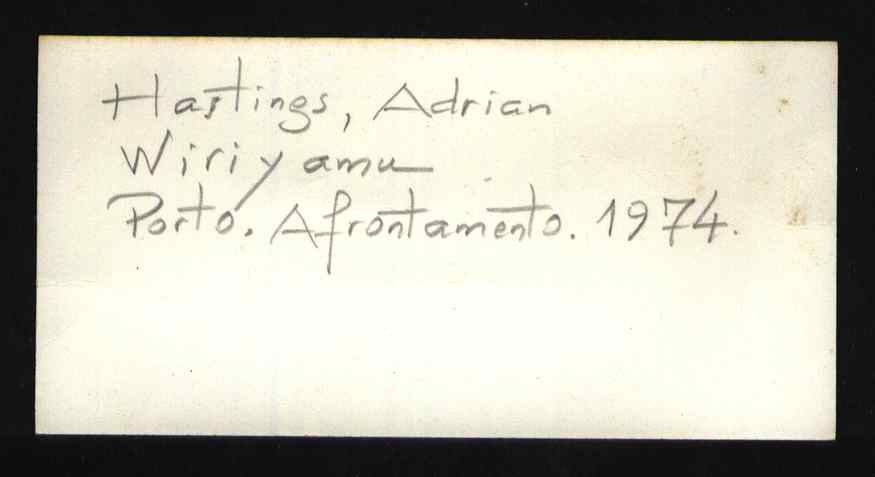 Hastings, Adrian
Wiriyamu
Porto. Afrontamento. 1974.